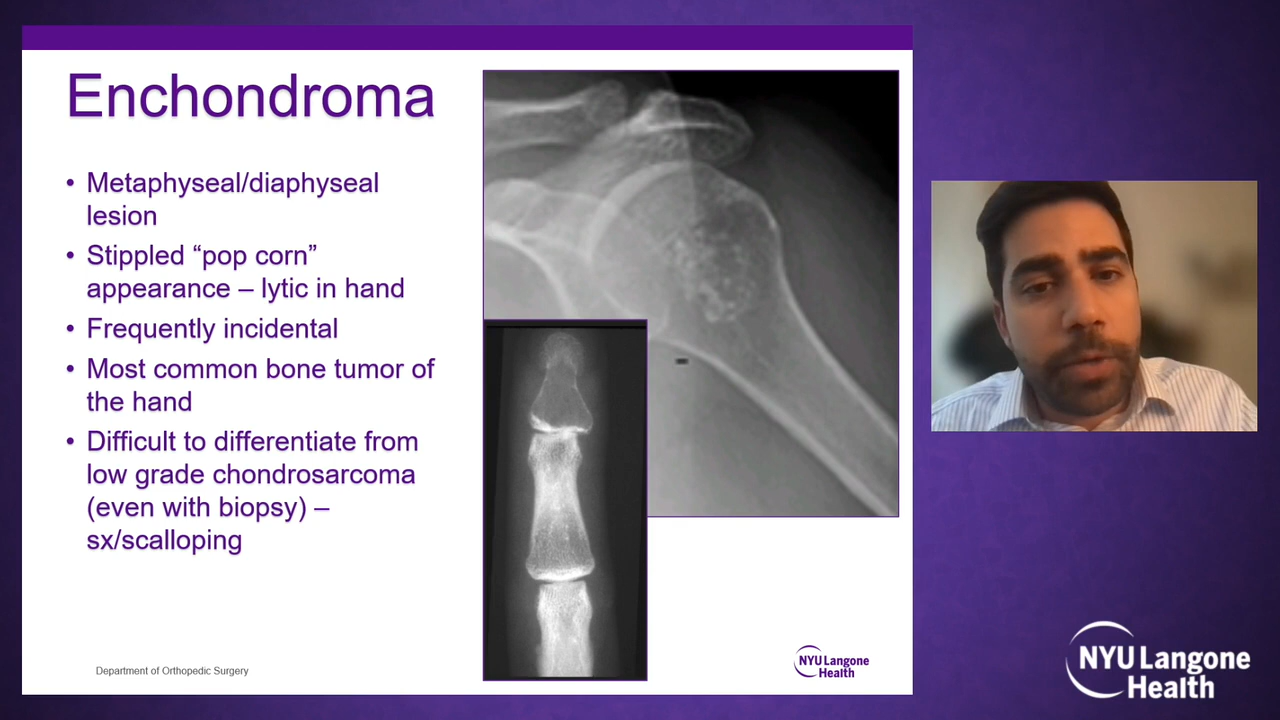 Enchondroma
• Metaphyseal/diaphyseal
lesion
• Stippled “pop corn”
appearance – lytic in hand
• Frequently incidental
• Most common bone tumor of
the hand
• Difficult to differentiate from
low grade chondrosarcoma
(even with biopsy) –
sx/scalloping
Department of Orthopedic Surgery
NYU Langone
Health
NYU Langone
Health